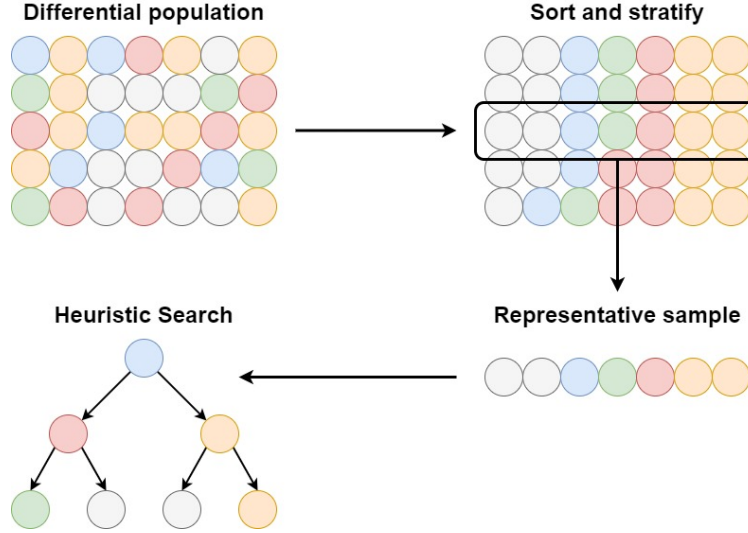 Differential population
Sort and stratify
Heuristic Search
Representative sample